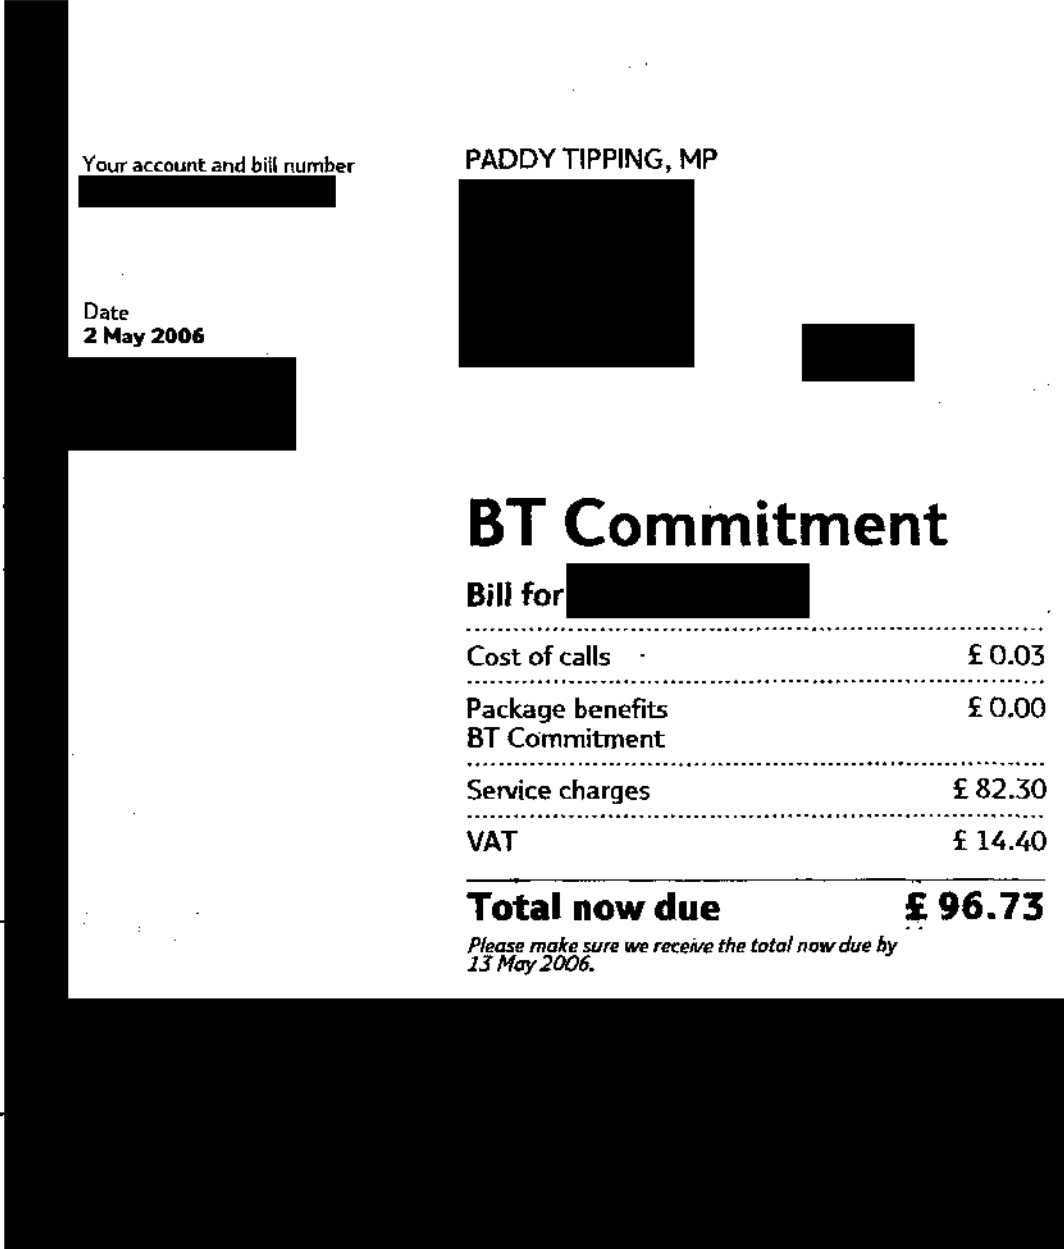 Your account and bill number
PADDY TIPPING, MP
Date
2 May 2006
BT Commitment
Bill for
Cost of calls £ 0.03
Package benefits £ 0.00
BT Commitment
Service charges £ 82.30
VAT £ 14.40
Total now due £ 96.73
Please make sure we receive the total now due by
13 May 2006.